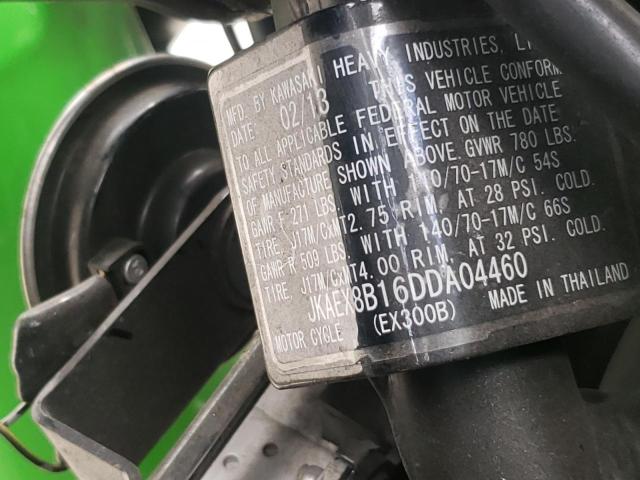 MFD. BY KAWASAKI HEAVY INDUSTRIES,
DATE: 02/13 THIS VEHICLE CONFORM
TO ALL APPLICABLE FEDERAL MOTOR VEHICLE
SAFETY STANDARDS IN EFFECT ON THE DATE
OF MANUFACTURE SHOWN ABOVE. GVWR 780 LBS.
GAWR F 271 LBS. WITH 0/70-17M/C 54S
TIRE, J17M/CxMT2.75 RIM, AT 28 PSI. COLD.
GAWR R 509 LBS. WITH 140/70-17M/C 66S
TIRE, J17M/CxMT4.00 RIM, AT 32 PSI. COLD.
JKAEX8B16DDA04460
MOTOR CYCLE (EX300B) MADE IN THAILAND